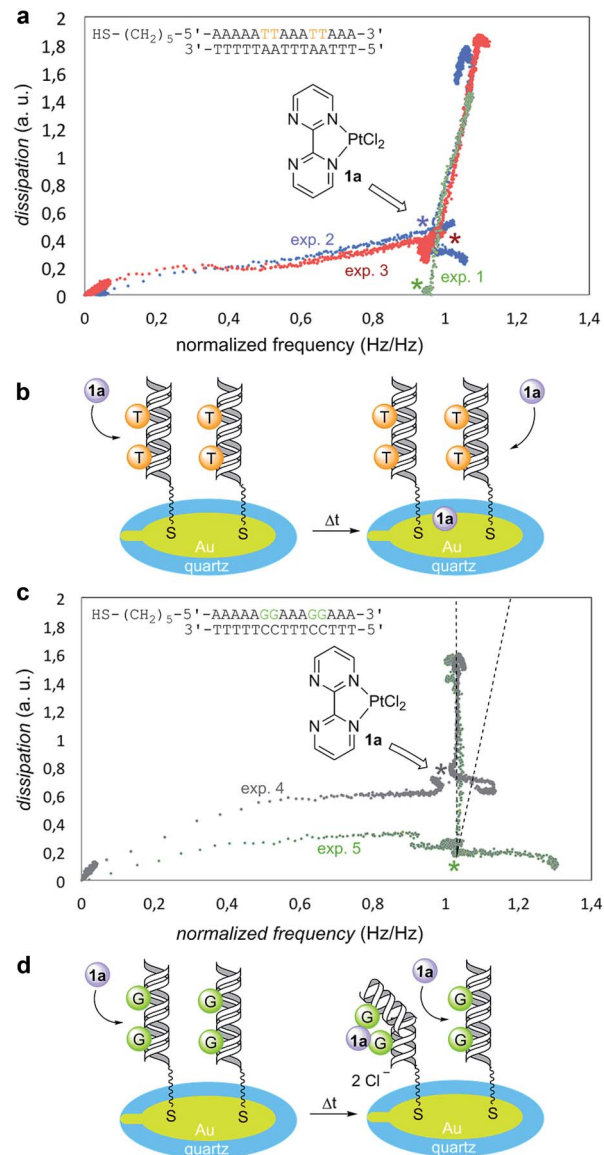 a
2
1,8
1,6
1,4
1,2
1
0,8
0,6
0,4
0,2
0
dissipation (a. u.)
HS-(CH2)5-5'-AAAAATTAAATTAAA-3'
3'-TTTTTAATTTAATTT-5'
N
N
N
N
PtCl2
1a
*
*
*
exp. 2
exp. 3
exp. 1
0
0,2
0,4
0,6
0,8
1
1,2
1,4
normalized frequency (Hz/Hz)
b
1a
T
T
T
T
S
S
Au
quartz
Δt
T
T
T
T
1a
1a
S
S
Au
quartz
c
2
1,8
1,6
1,4
1,2
1
0,8
0,6
0,4
0,2
0
dissipation (a. u.)
HS-(CH2)5-5'-AAAAAGGAAAGGAAA-3'
3'-TTTTTCCTTTCCTTT-5'
N
N
N
N
PtCl2
1a
*
exp. 4
exp. 5
*
0
0,2
0,4
0,6
0,8
1
1,2
1,4
normalized frequency (Hz/Hz)
d
1a
G
G
G
G
S
S
Au
quartz
Δt
1a
G
G
1a
G
G
2 Cl−
S
S
Au
quartz